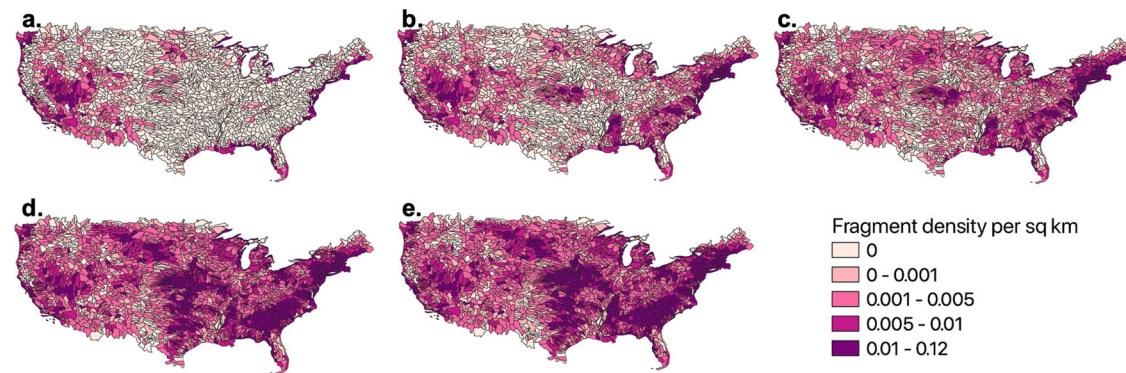 a.
b.
c.
d.
e.
Fragment density per sq km
0
0 - 0.001
0.001 - 0.005
0.005 - 0.01
0.01 - 0.12